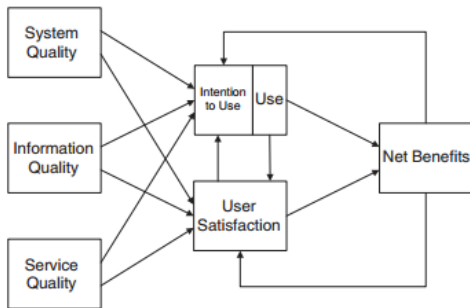 System
Quality
Intention
to Use
Use
Information
Quality
Net Benefits
User
Satisfaction
Service
Quality